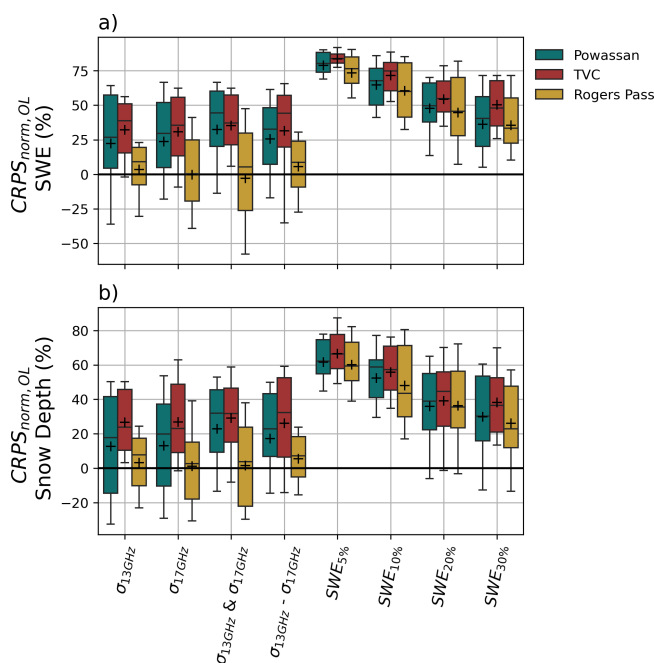 a)
CRPS_norm,OL
SWE (%)
75
50
25
0
−25
−50
Powassan
TVC
Rogers Pass
b)
CRPS_norm,OL
Snow Depth (%)
80
60
40
20
0
−20
σ_13GHz
σ_17GHz
σ_13GHz & σ_17GHz
σ_13GHz - σ_17GHz
SWE_5%
SWE_10%
SWE_20%
SWE_30%